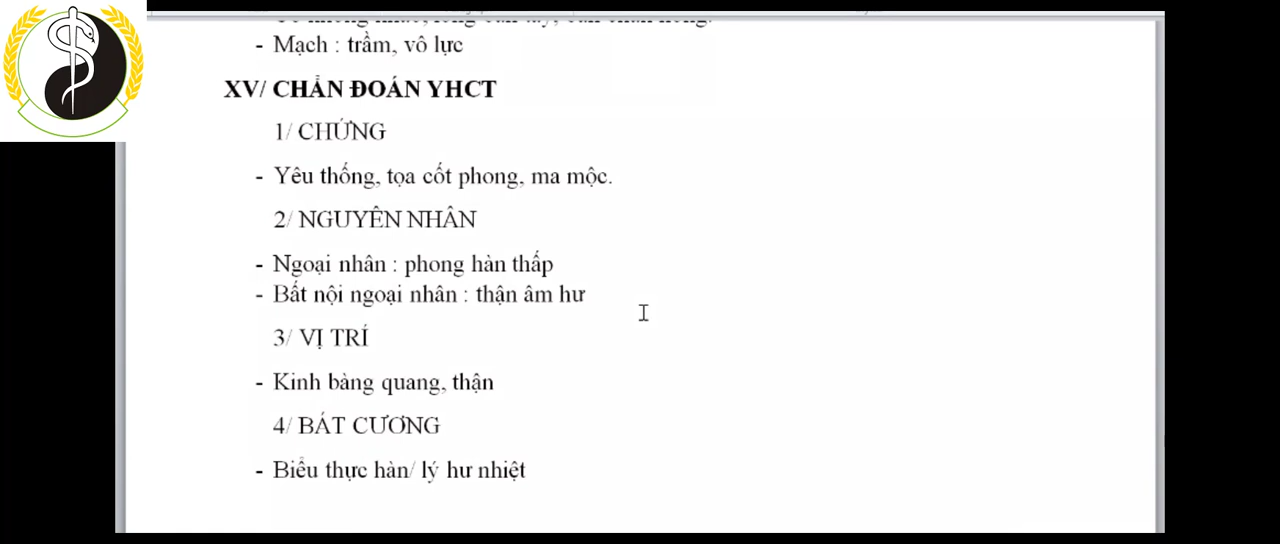 - Mạch : trầm, vô lực
XV/ CHẨN ĐOÁN YHCT
1/ CHỨNG
- Yêu thống, tọa cốt phong, ma mộc.
2/ NGUYÊN NHÂN
- Ngoại nhân : phong hàn thấp
- Bất nội ngoại nhân : thận âm hư
3/ VỊ TRÍ
- Kinh bàng quang, thận
4/ BÁT CƯƠNG
- Biểu thực hàn/ lý hư nhiệt